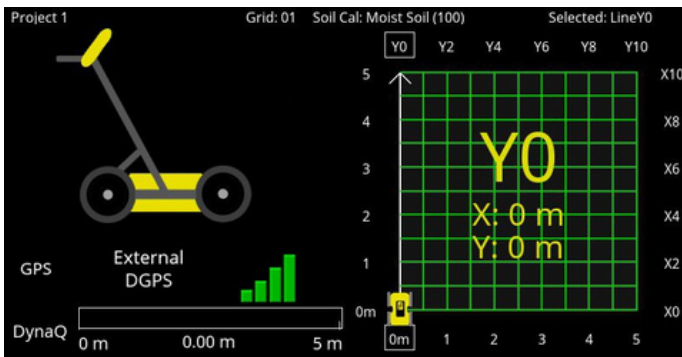 Project 1 Grid: 01 Soil Cal: Moist Soil (100) Selected: LineY0
Y0 Y2 Y4 Y6 Y8 Y10
5 X10
4 X8
Y0
3 X6
X: 0 m
2 X4
Y: 0 m
External
GPS
DGPS
1 X2
0m X0
DynaQ
0 m 0.00 m 5 m
0m 1 2 3 4 5